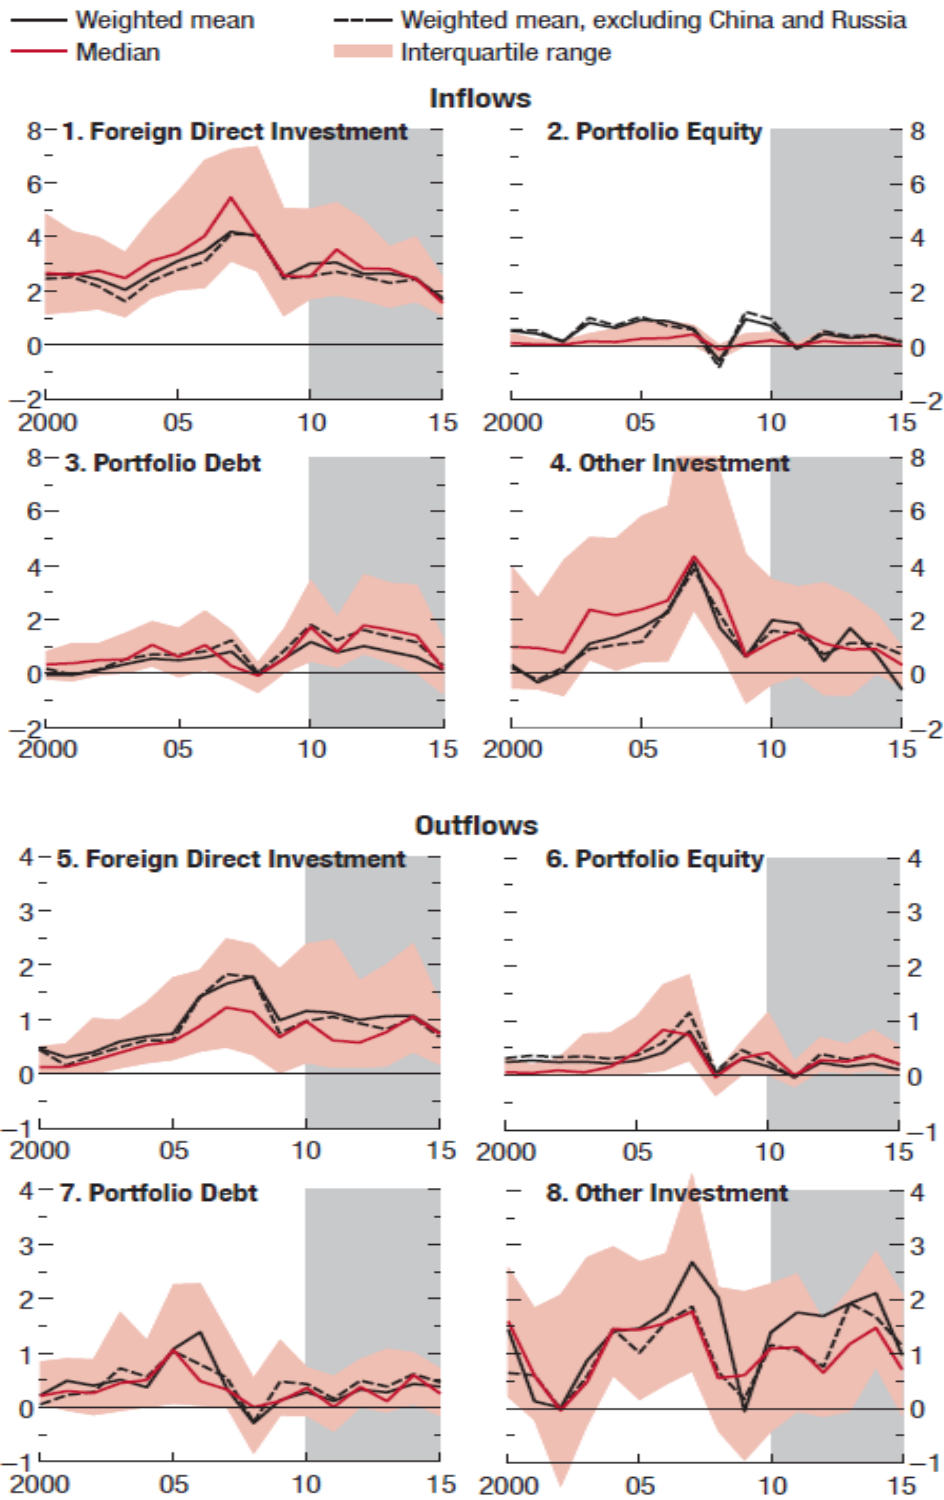 Weighted mean
Weighted mean, excluding China and Russia
Median
Interquartile range
Inflows
1. Foreign Direct Investment
2. Portfolio Equity
8
6
4
2
0
−2
8
6
4
2
0
−2
2000 05 10 15
2000 05 10 15
3. Portfolio Debt
4. Other Investment
8
6
4
2
0
−2
8
6
4
2
0
−2
2000 05 10 15
2000 05 10 15
Outflows
5. Foreign Direct Investment
6. Portfolio Equity
4
3
2
1
0
−1
4
3
2
1
0
−1
2000 05 10 15
2000 05 10 15
7. Portfolio Debt
8. Other Investment
4
3
2
1
0
−1
4
3
2
1
0
−1
2000 05 10 15
2000 05 10 15